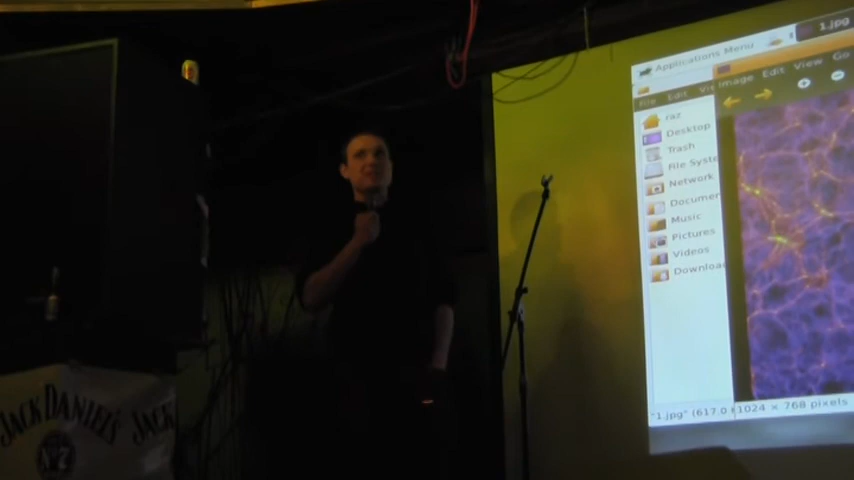 Applications Menu
1.jpg
File Edit
Image Edit View Go
raz
Desktop
Trash
File Syste
Network
Documen
Music
Pictures
Videos
Downloa
"1.jpg" (617.0
1024 × 768 pixels
JACK DANIEL'S JACK